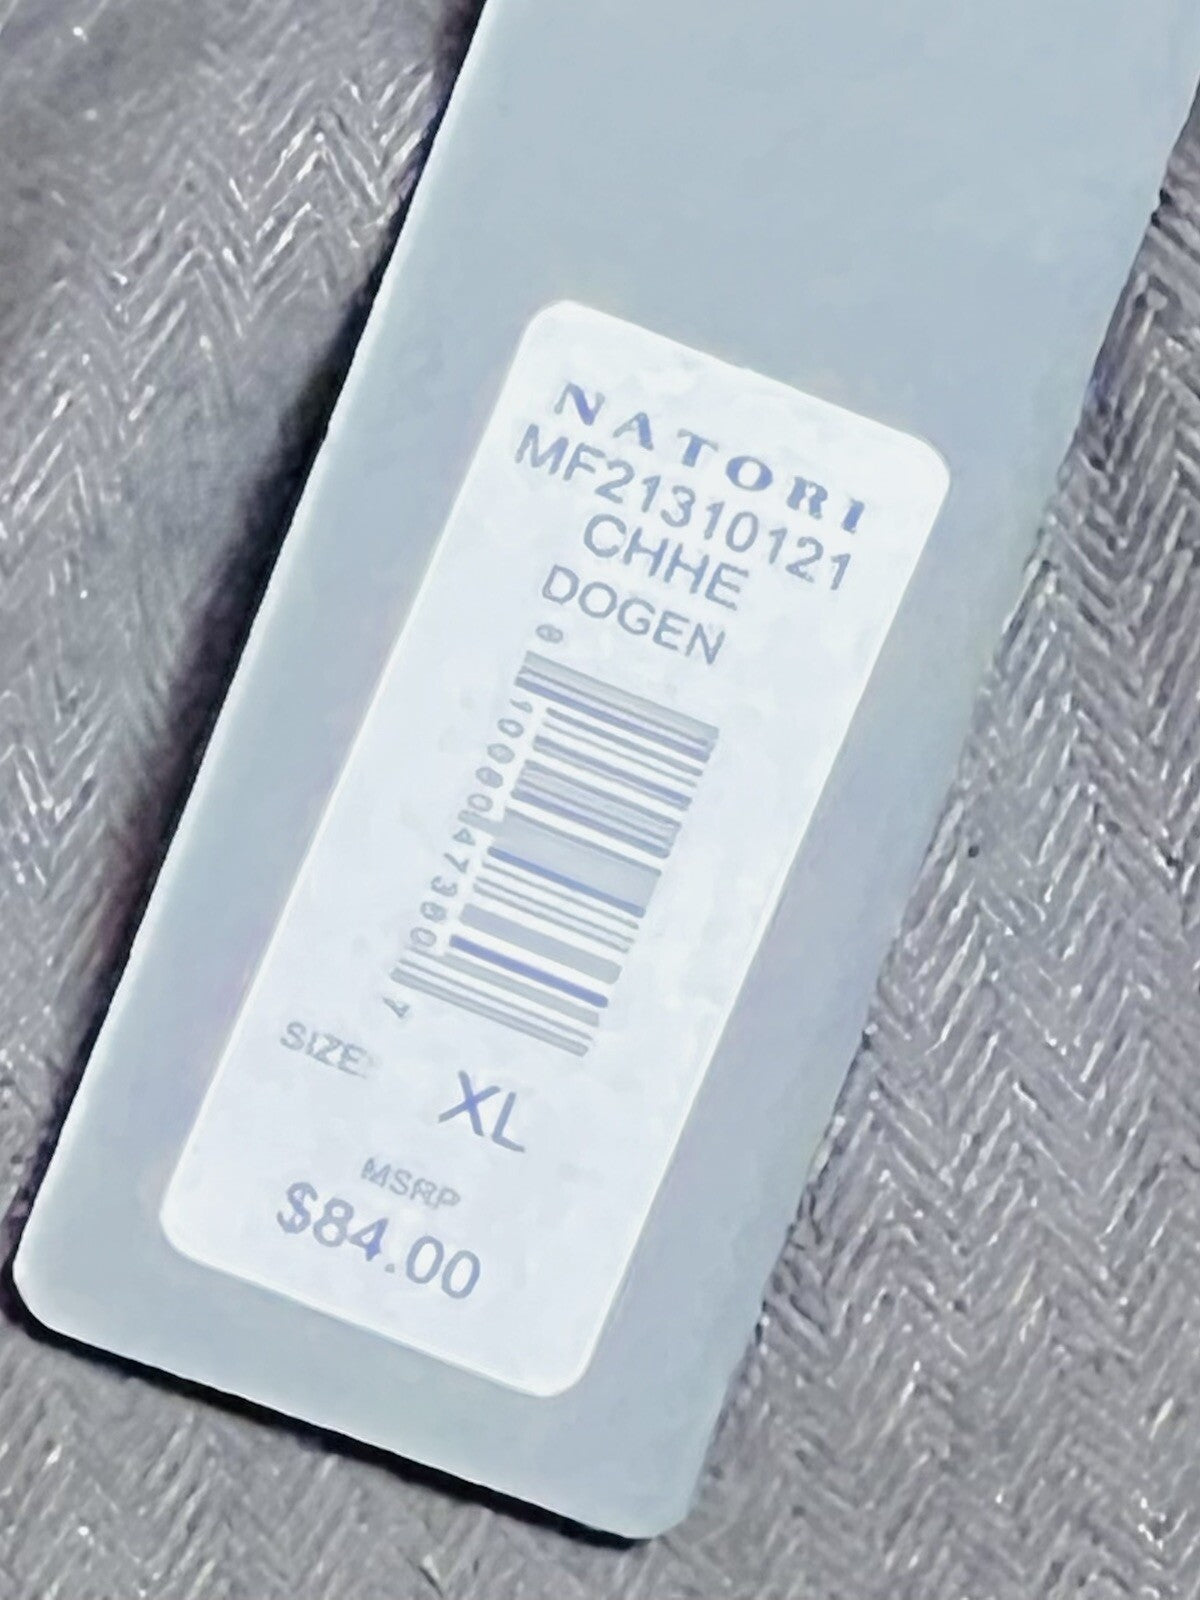 NATORI
MF21310121
CHHE
DOGEN
SIZE:
XL
MSRP
$84.00